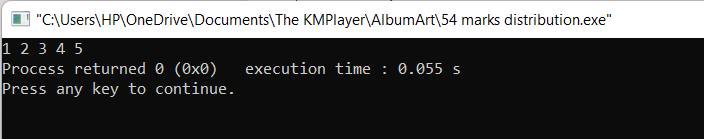 "C:\Users\HP\OneDrive\Documents\The KMPlayer\AlbumArt\54 marks distribution.exe"
1 2 3 4 5
Process returned 0 (0x0)   execution time : 0.055 s
Press any key to continue.